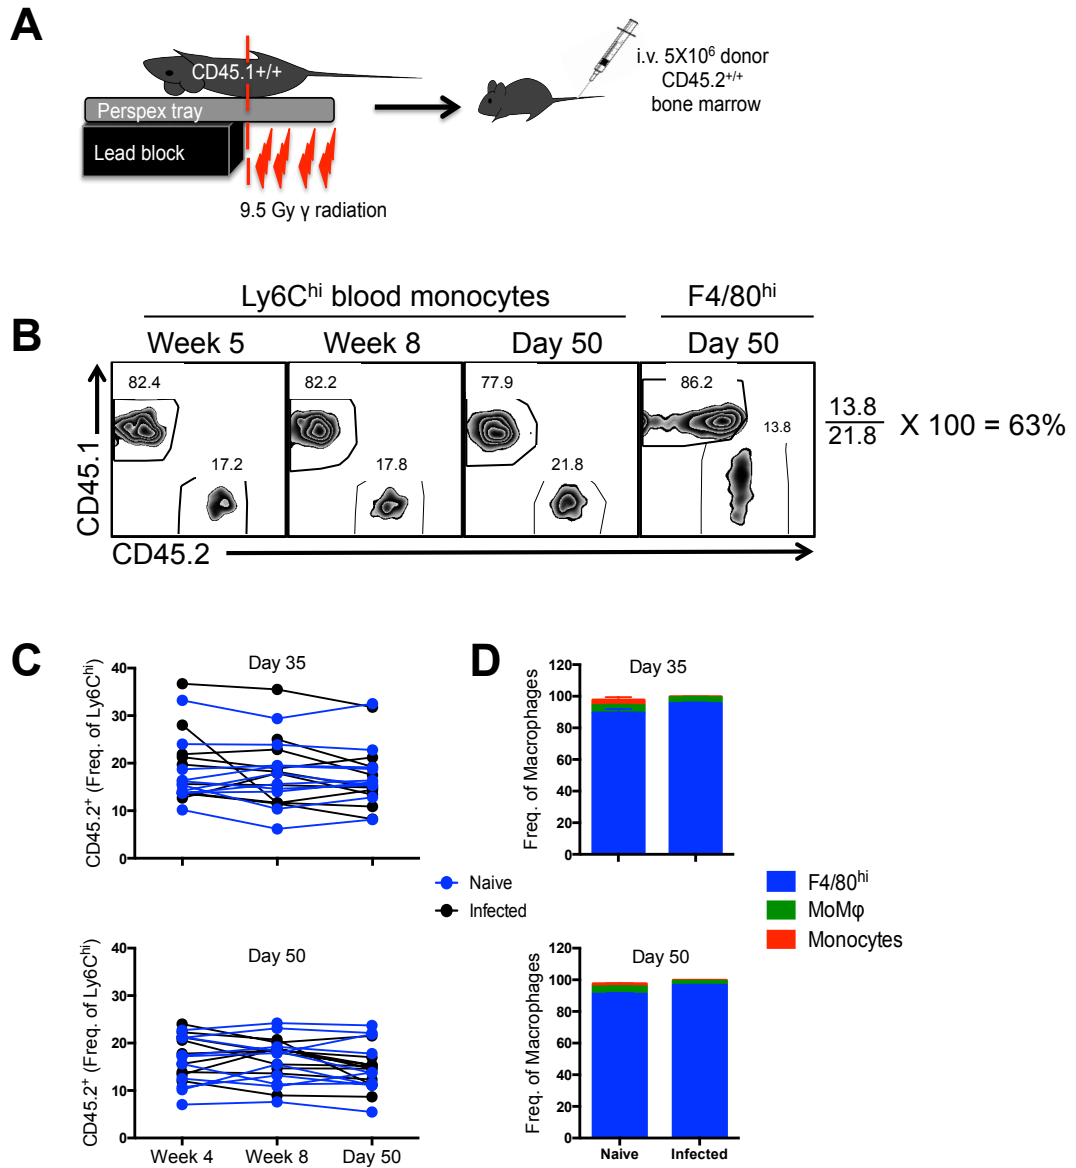 A
CD45.1+/+
Perspex tray
Lead block
9.5 Gy γ radiation
i.v. 5X10⁶ donor
CD45.2⁺/⁺
bone marrow
B
Ly6Cʰⁱ blood monocytes
F4/80ʰⁱ
Week 5
Week 8
Day 50
Day 50
82.4
17.2
82.2
17.8
77.9
21.8
86.2
13.8
CD45.1
CD45.2
13.8
21.8
X 100 = 63%
C
Day 35
CD45.2⁺ (Freq. of Ly6Cʰⁱ)
40
30
20
10
0
Naive
Infected
Day 50
CD45.2⁺ (Freq. of Ly6Cʰⁱ)
40
30
20
10
0
Week 4
Week 8
Day 50
D
Day 35
Freq. of Macrophages
120
100
80
60
40
20
0
F4/80ʰⁱ
MoMφ
Monocytes
Day 50
Freq. of Macrophages
120
100
80
60
40
20
0
Naive
Infected